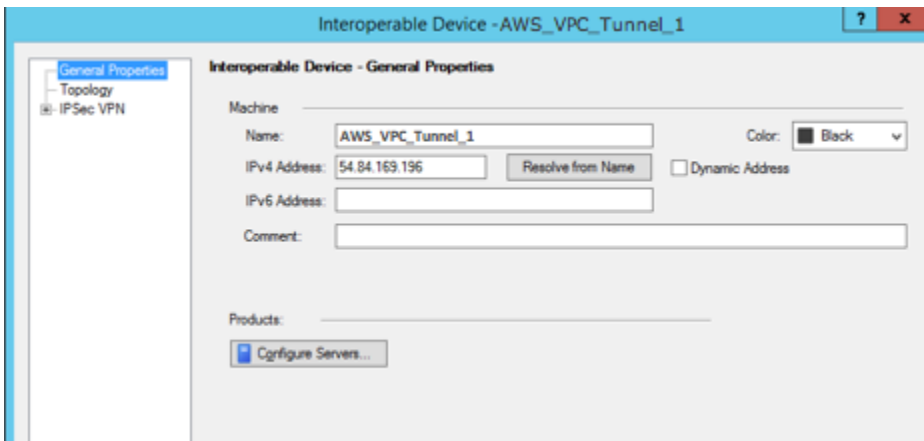 Interoperable Device -AWS_VPC_Tunnel_1
? x
General Properties
Topology
IPSec VPN
Interoperable Device - General Properties
Machine
Name: AWS_VPC_Tunnel_1 Color: Black
IPv4 Address: 54.84.169.196 Resolve from Name Dynamic Address
IPv6 Address:
Comment:
Products:
Configure Servers...